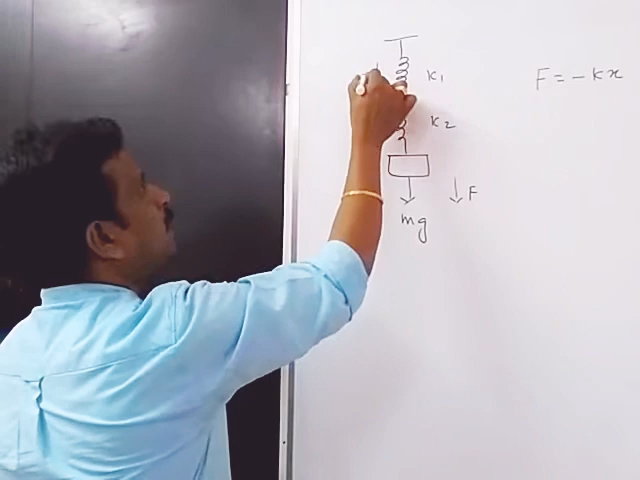 K1
F = -Kx
K2
F
mg